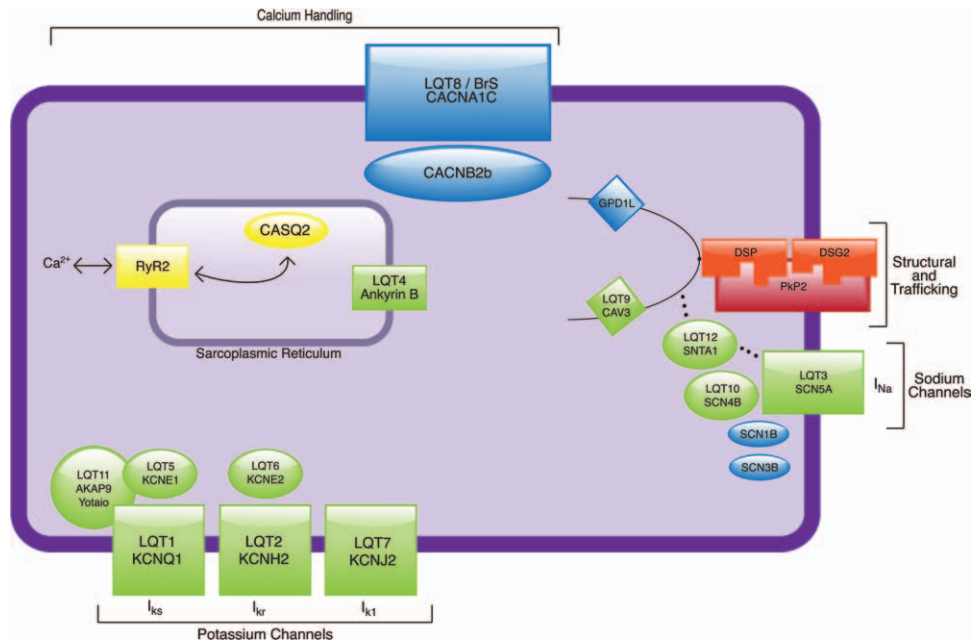 Calcium Handling
LQT8 / BrS
CACNA1C
CACNB2b
GPD1L
CASQ2
Ca2+
RyR2
LQT4
Ankyrin B
Sarcoplasmic Reticulum
DSP
DSG2
PkP2
Structural
and
Trafficking
LQT9
CAV3
LQT12
SNTA1
LQT10
SCN4B
LQT3
SCN5A
INa
Sodium
Channels
SCN1B
SCN3B
LQT11
AKAP9
Yotaio
LQT5
KCNE1
LQT6
KCNE2
LQT1
KCNQ1
LQT2
KCNH2
LQT7
KCNJ2
Iks
Ikr
Ik1
Potassium Channels